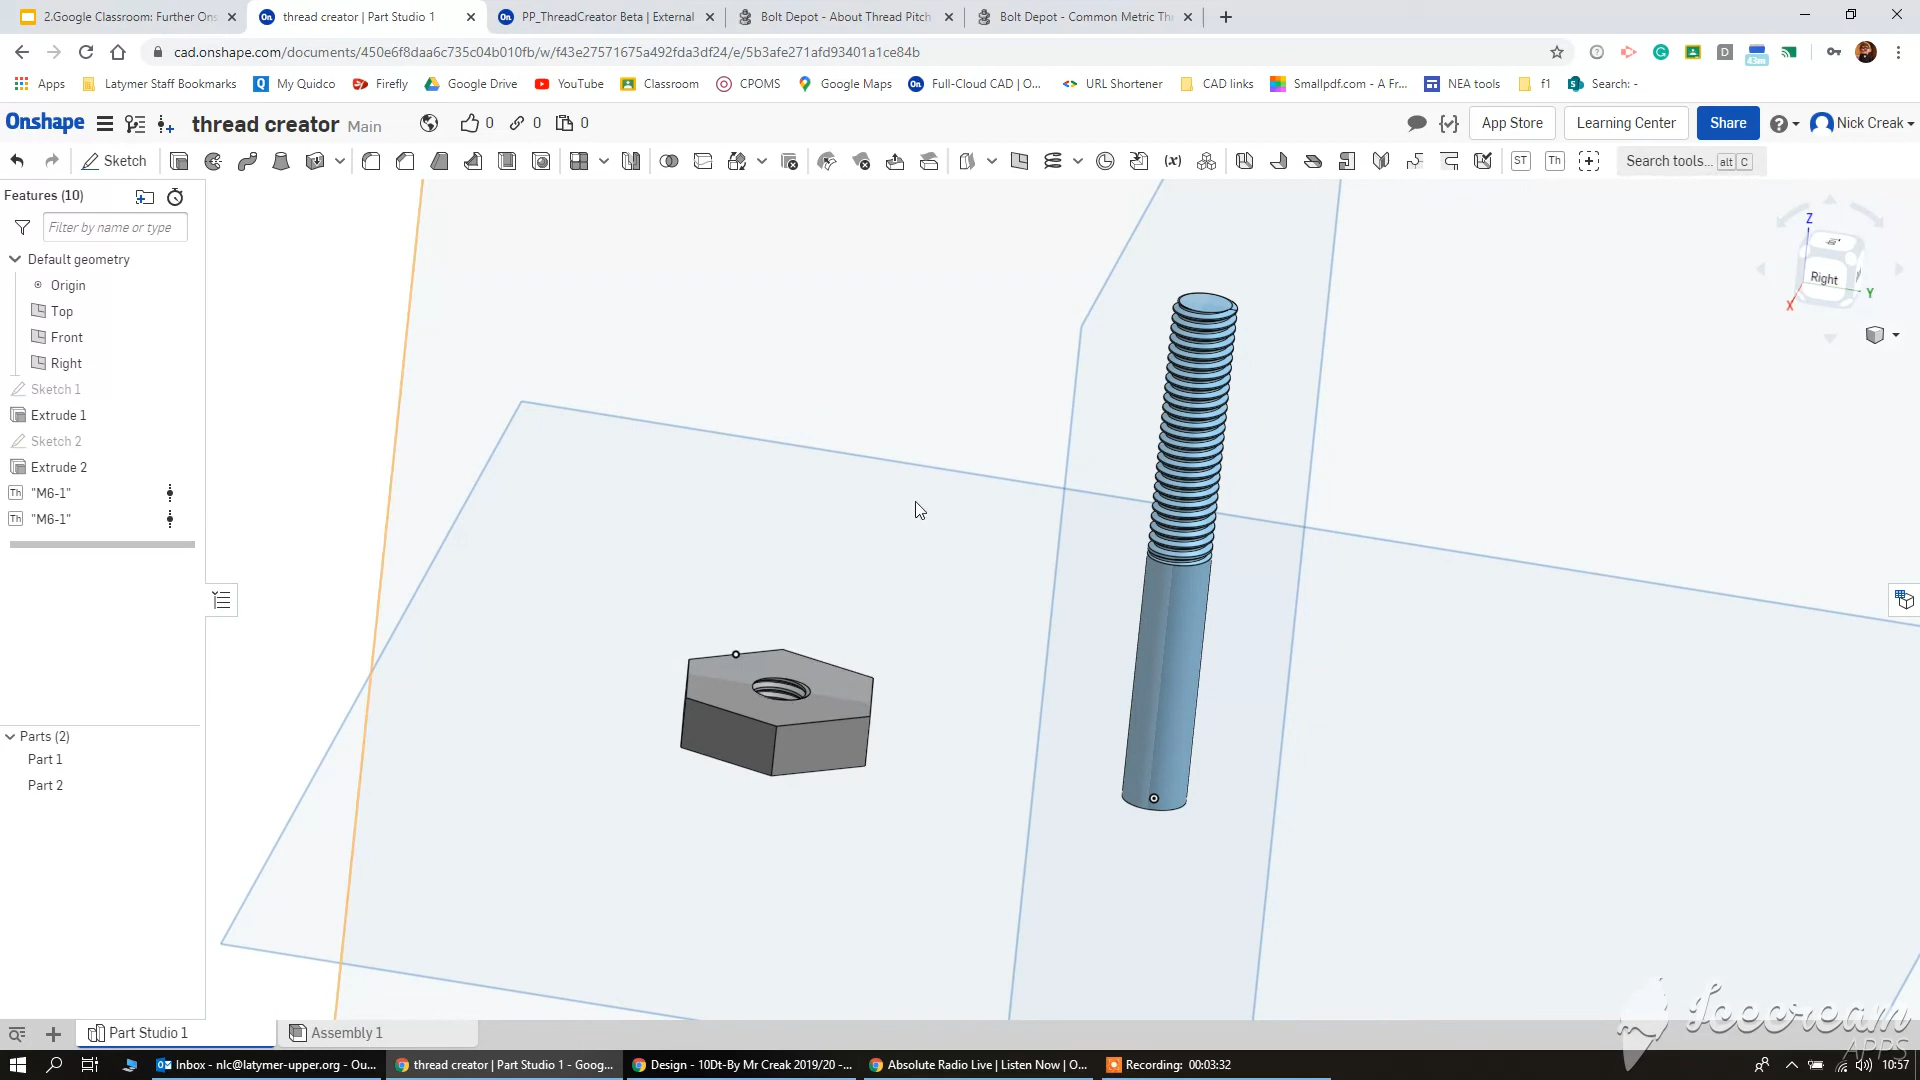 2.Google Classroom: Further Ons
thread creator | Part Studio 1
PP_ThreadCreator Beta | External
Bolt Depot - About Thread Pitch
Bolt Depot - Common Metric Thr
cad.onshape.com/documents/450e6f8daa6c735c04b010fb/w/f43e27571675a492fda3df24/e/5b3afe271afd93401a1ce84b
43m
Apps
Latymer Staff Bookmarks
My Quidco
Firefly
Google Drive
YouTube
Classroom
CPOMS
Google Maps
Full-Cloud CAD | O...
URL Shortener
CAD links
Smallpdf.com - A Fr...
NEA tools
f1
Search: -
Onshape
thread creator Main
0
0
0
App Store
Learning Center
Share
Nick Creak
Sketch
(x)
ST
Th
Search tools... alt C
Features (10)
Filter by name or type
Default geometry
Origin
Top
Front
Right
Sketch 1
Extrude 1
Sketch 2
Extrude 2
Th "M6-1"
Th "M6-1"
Parts (2)
Part 1
Part 2
Z
Right
Y
X
Part Studio 1
Assembly 1
Icecream
APPS
Inbox - nlc@latymer-upper.org - Ou...
thread creator | Part Studio 1 - Goog...
Design - 10Dt-By Mr Creak 2019/20 -...
Absolute Radio Live | Listen Now | O...
Recording: 00:03:32
10:57